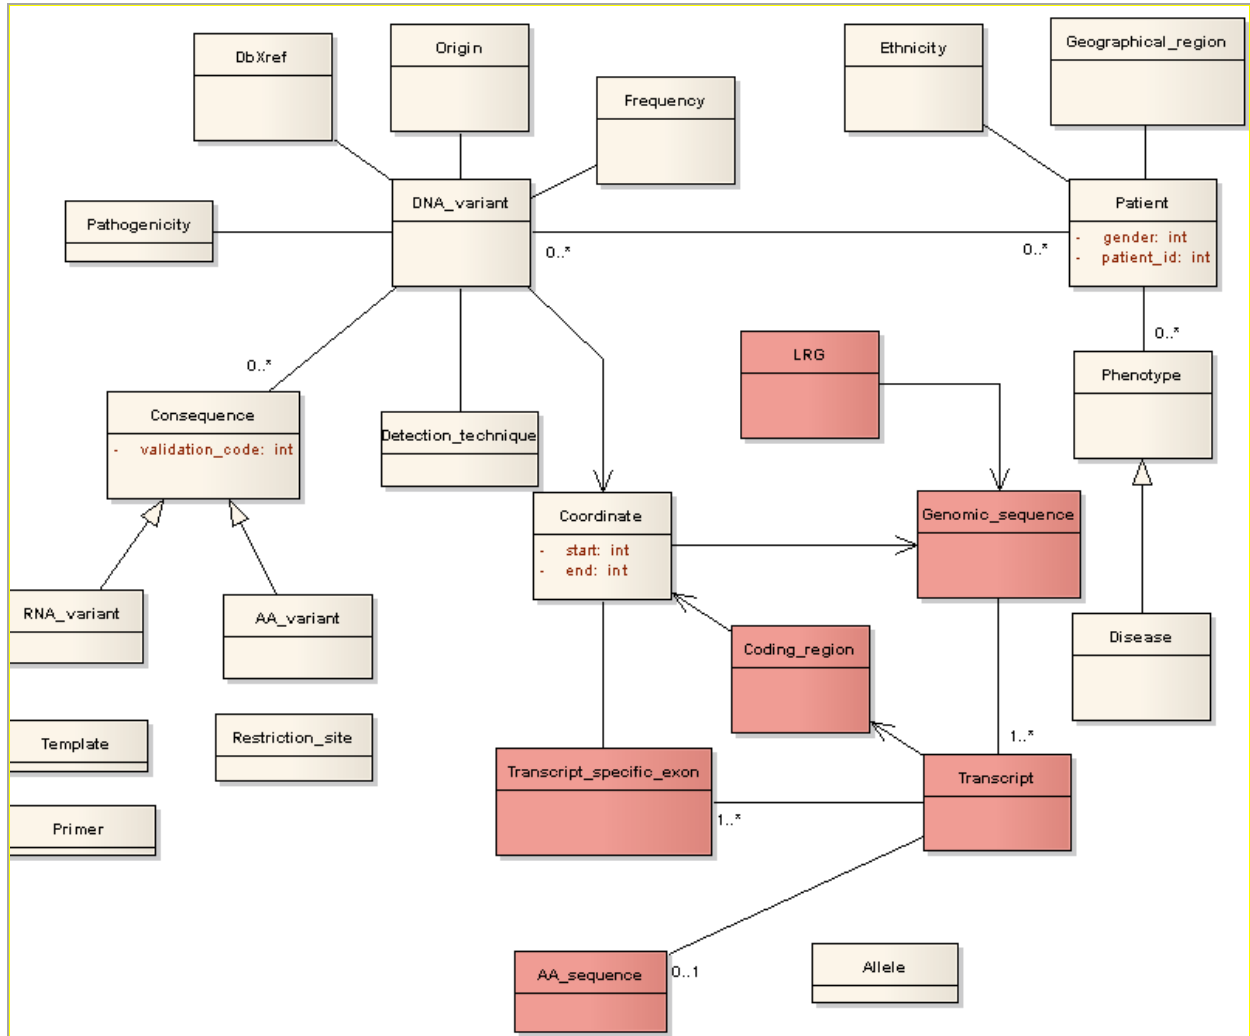 DbXref
Origin
Ethnicity
Geographical_region
Frequency
Pathogenicity
DNA_variant
Patient
- gender: int
- patient_id: int
0..*
0..*
0..*
0..*
LRG
Phenotype
Consequence
- validation_code: int
Detection_technique
Coordinate
- start: int
- end: int
Genomic_sequence
RNA_variant
AA_variant
Coding_region
Disease
Template
Restriction_site
Transcript_specific_exon
1..*
Transcript
1..*
Primer
AA_sequence
0..1
Allele